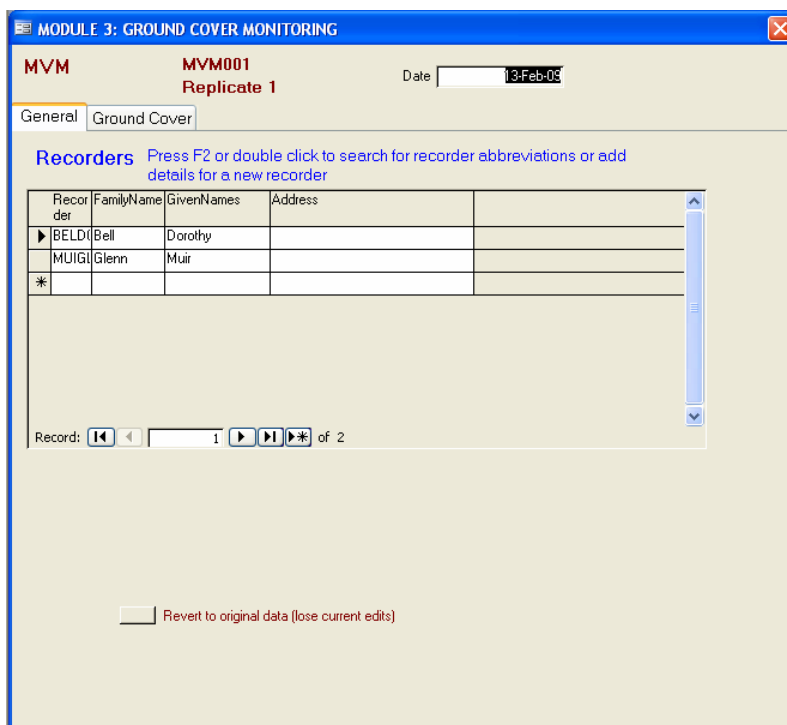 MODULE 3: GROUND COVER MONITORING
MVM MVM001 Date 13-Feb-09
Replicate 1
General Ground Cover
Recorders Press F2 or double click to search for recorder abbreviations or add
details for a new recorder
Recor FamilyName GivenNames Address
der
BELD Bell Dorothy
MUIGL Glenn Muir
Record: 1 of 2
Revert to original data (lose current edits)